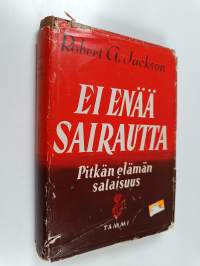 Robert G. Jackson
EI ENÄÄ
SAIRAUTTA
Pitkän elämän
salaisuus
TAMMI